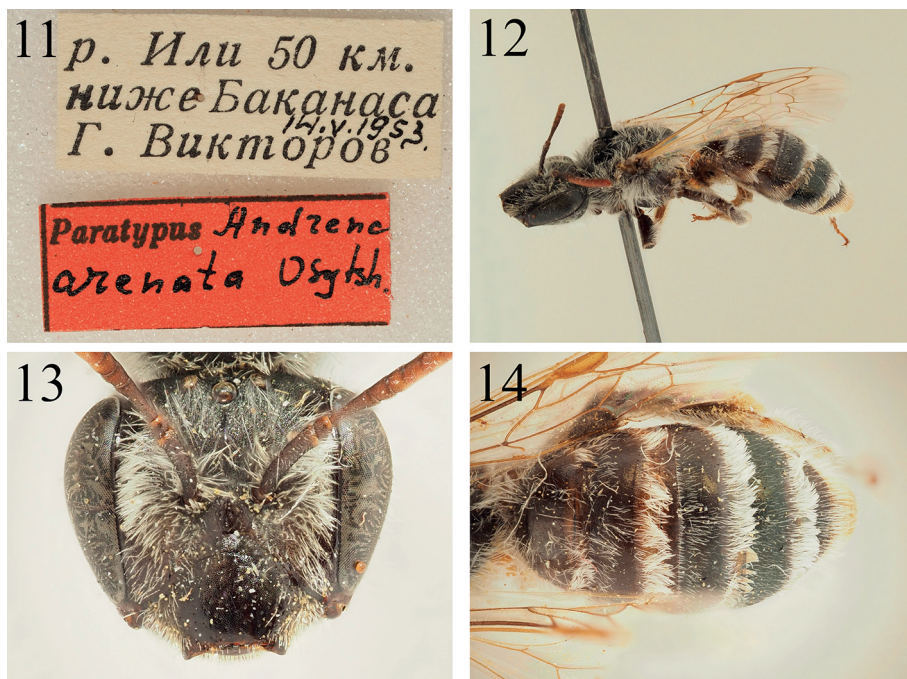 11
р. Или 50 км.
ниже Баканаса
14.V.1953.
Г. Викторов
Paratypus Andrena
arenata Osytsh.
12
13
14